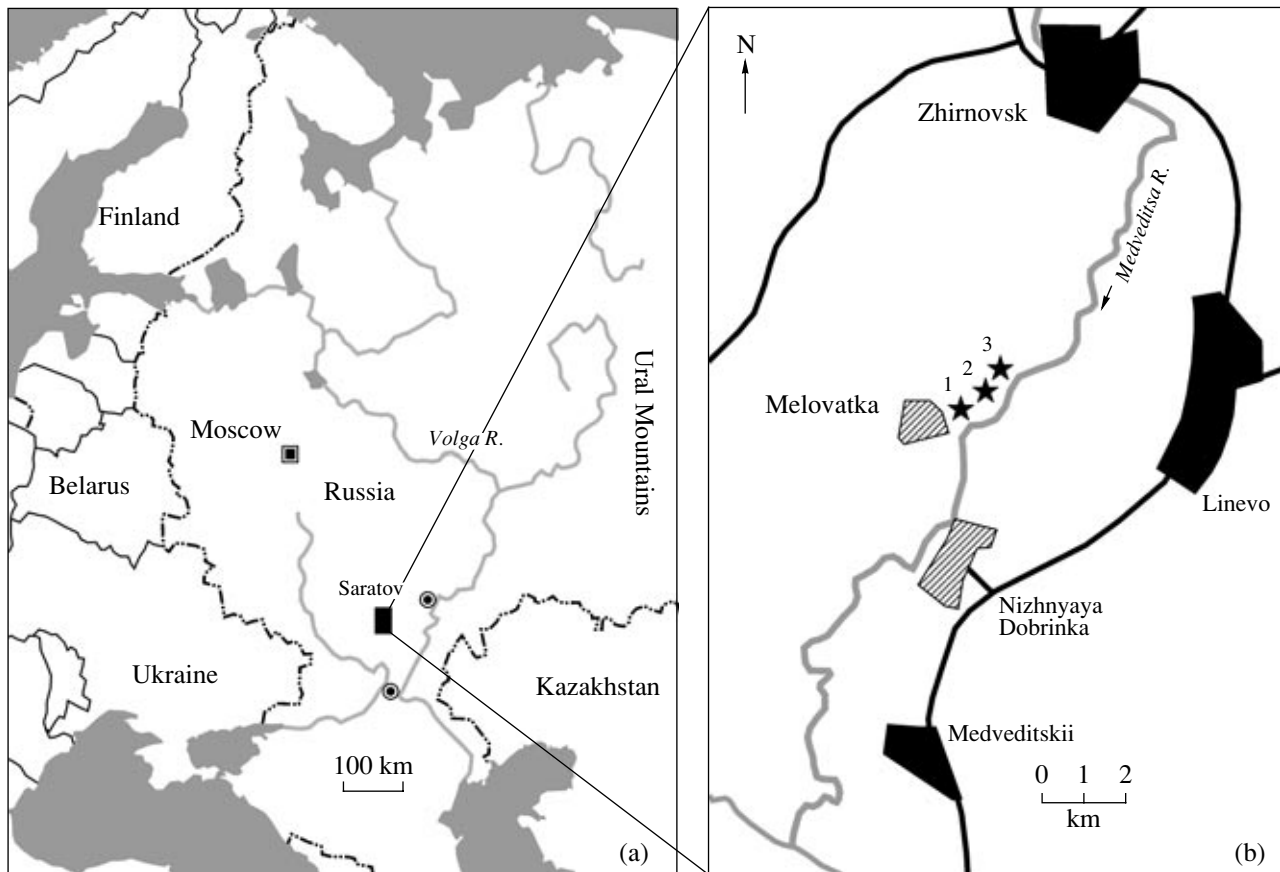 Finland
Moscow
Volga R.
Ural Mountains
Belarus
Russia
Saratov
Ukraine
Kazakhstan
100 km
(a)
N
Zhirnovsk
Medveditsa R.
3
2
1
Melovatka
Linevo
Nizhnyaya
Dobrinka
Medveditskii
0 1 2
km
(b)